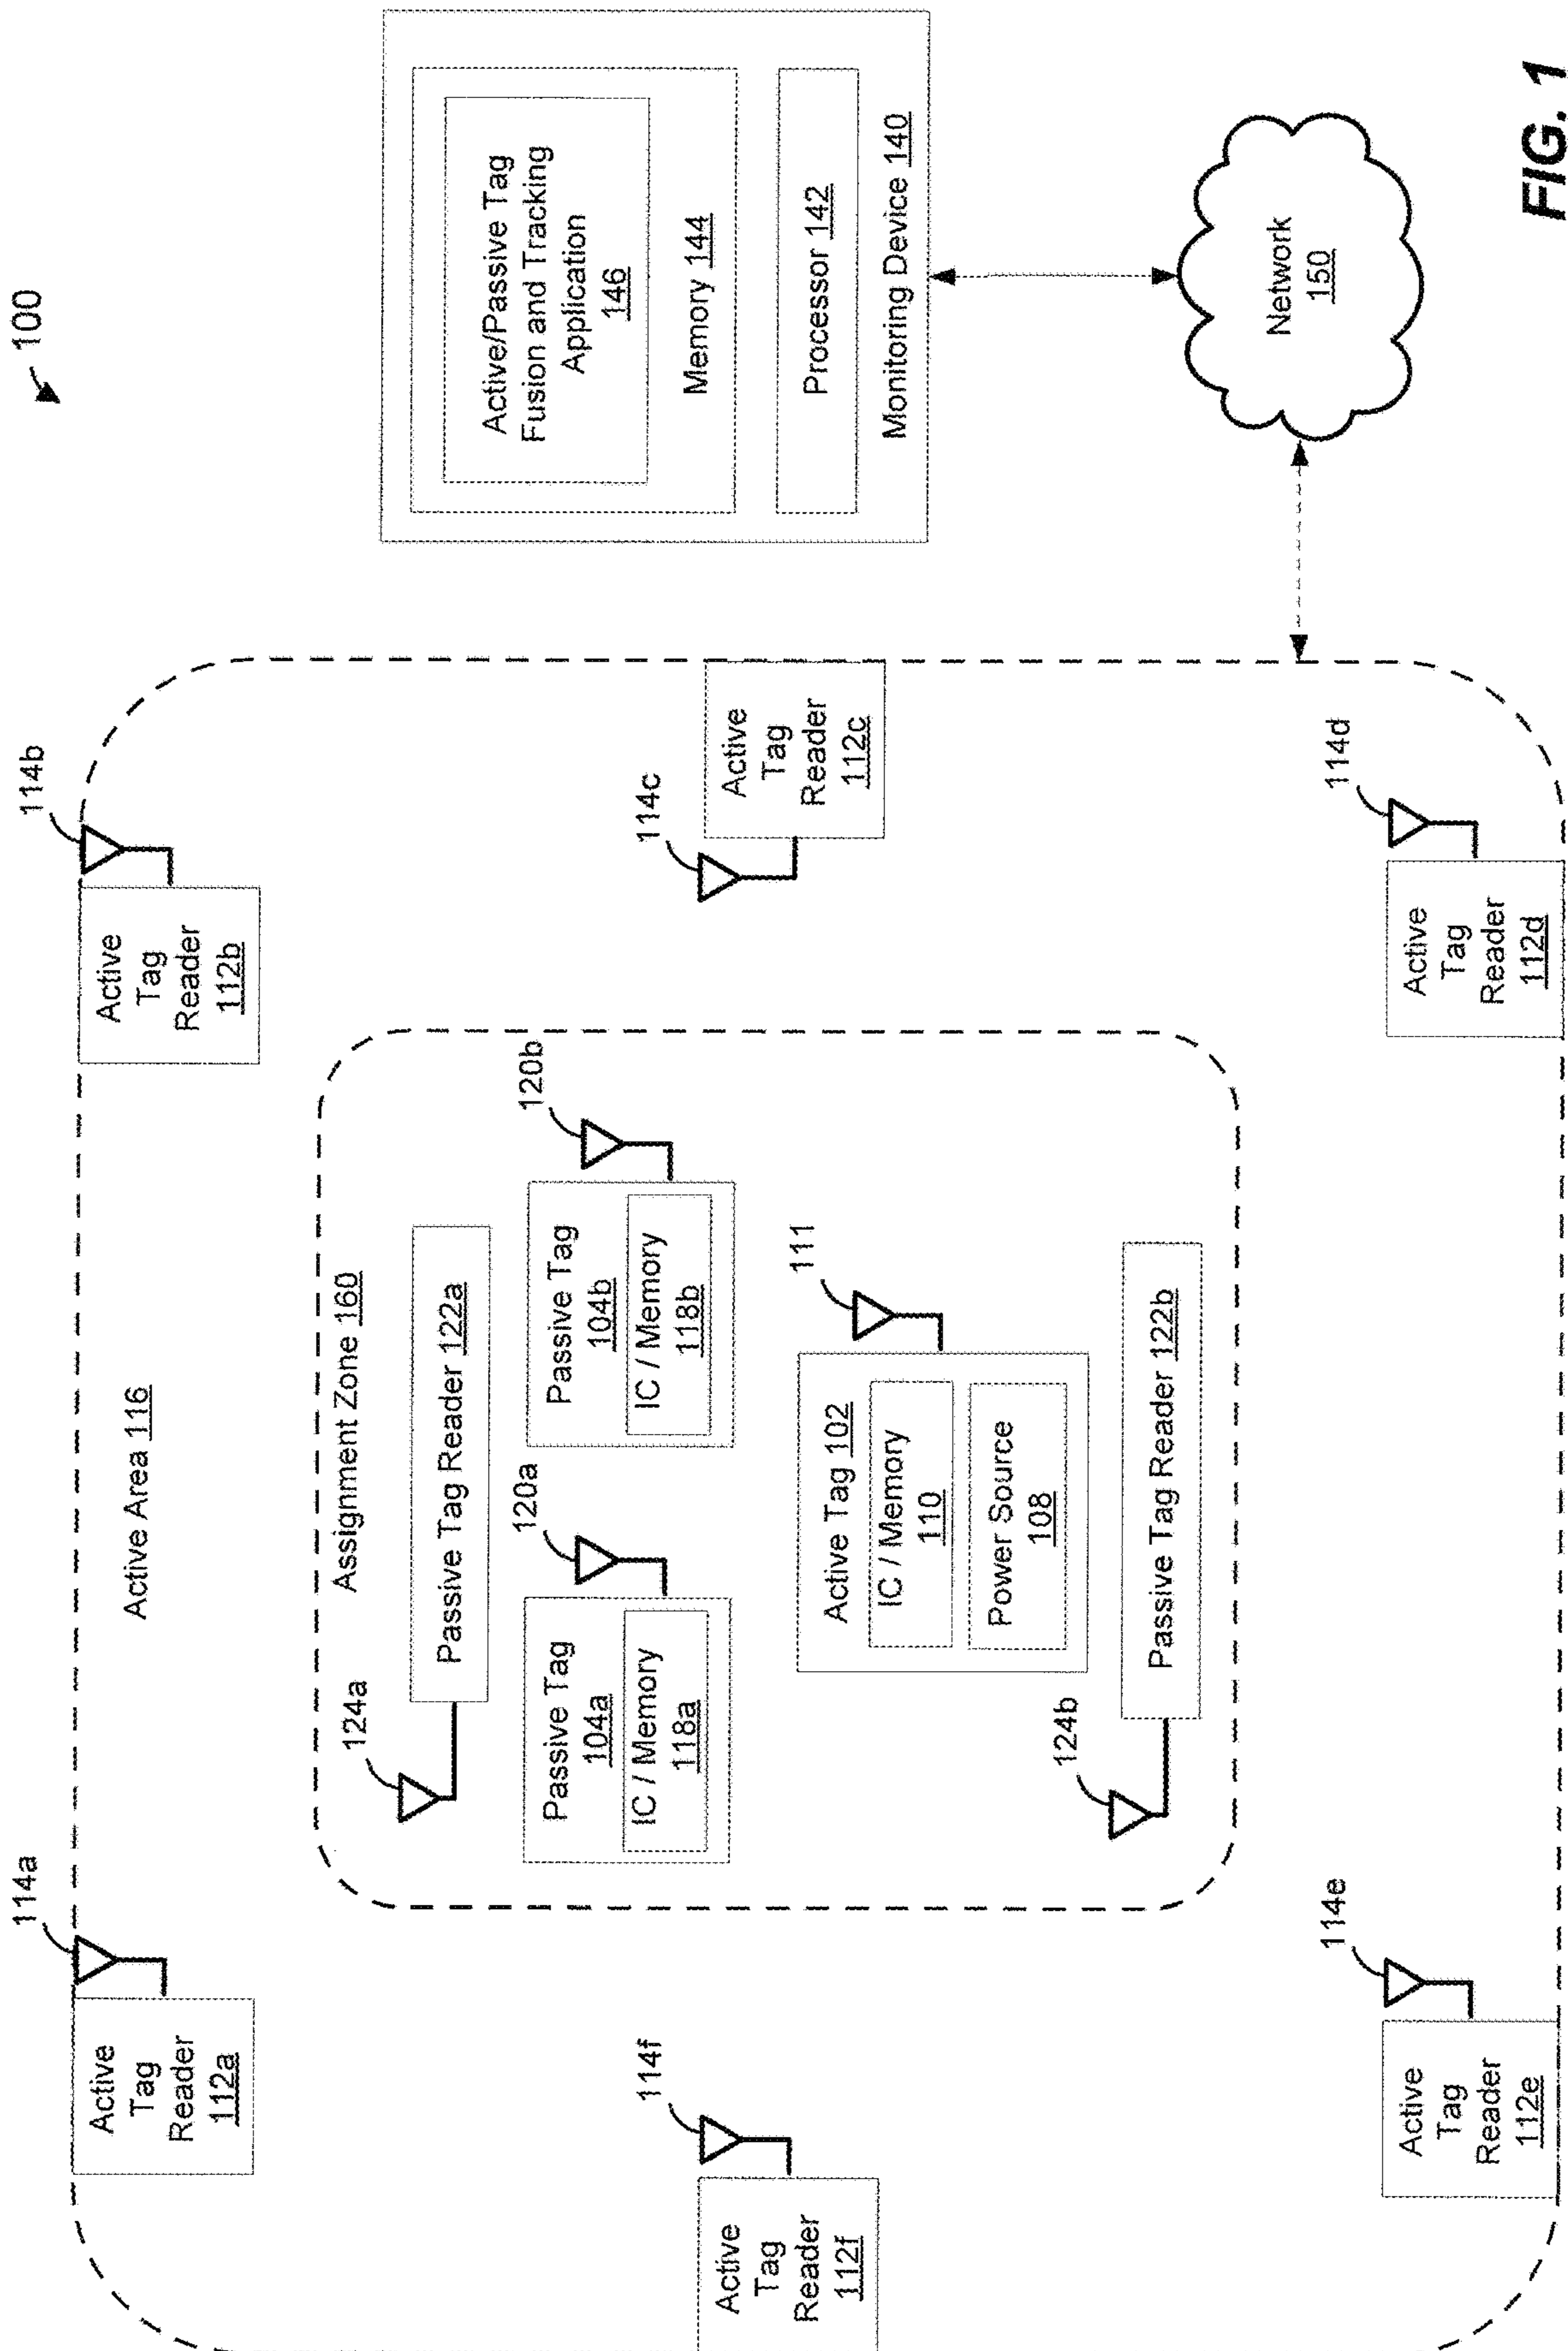 100
Active Area 116
114a
Active
Tag
Reader
112a
114b
Active
Tag
Reader
112b
114c
Active
Tag
Reader
112c
114d
Active
Tag
Reader
112d
114e
Active
Tag
Reader
112e
114f
Active
Tag
Reader
112f
Assignment Zone 160
124a
Passive Tag Reader 122a
120a
Passive Tag
104a
IC / Memory
118a
120b
Passive Tag
104b
IC / Memory
118b
111
Active Tag 102
IC / Memory
110
Power Source
108
124b
Passive Tag Reader 122b
Active/Passive Tag
Fusion and Tracking
Application
146
Memory 144
Processor 142
Monitoring Device 140
Network
150
FIG. 1